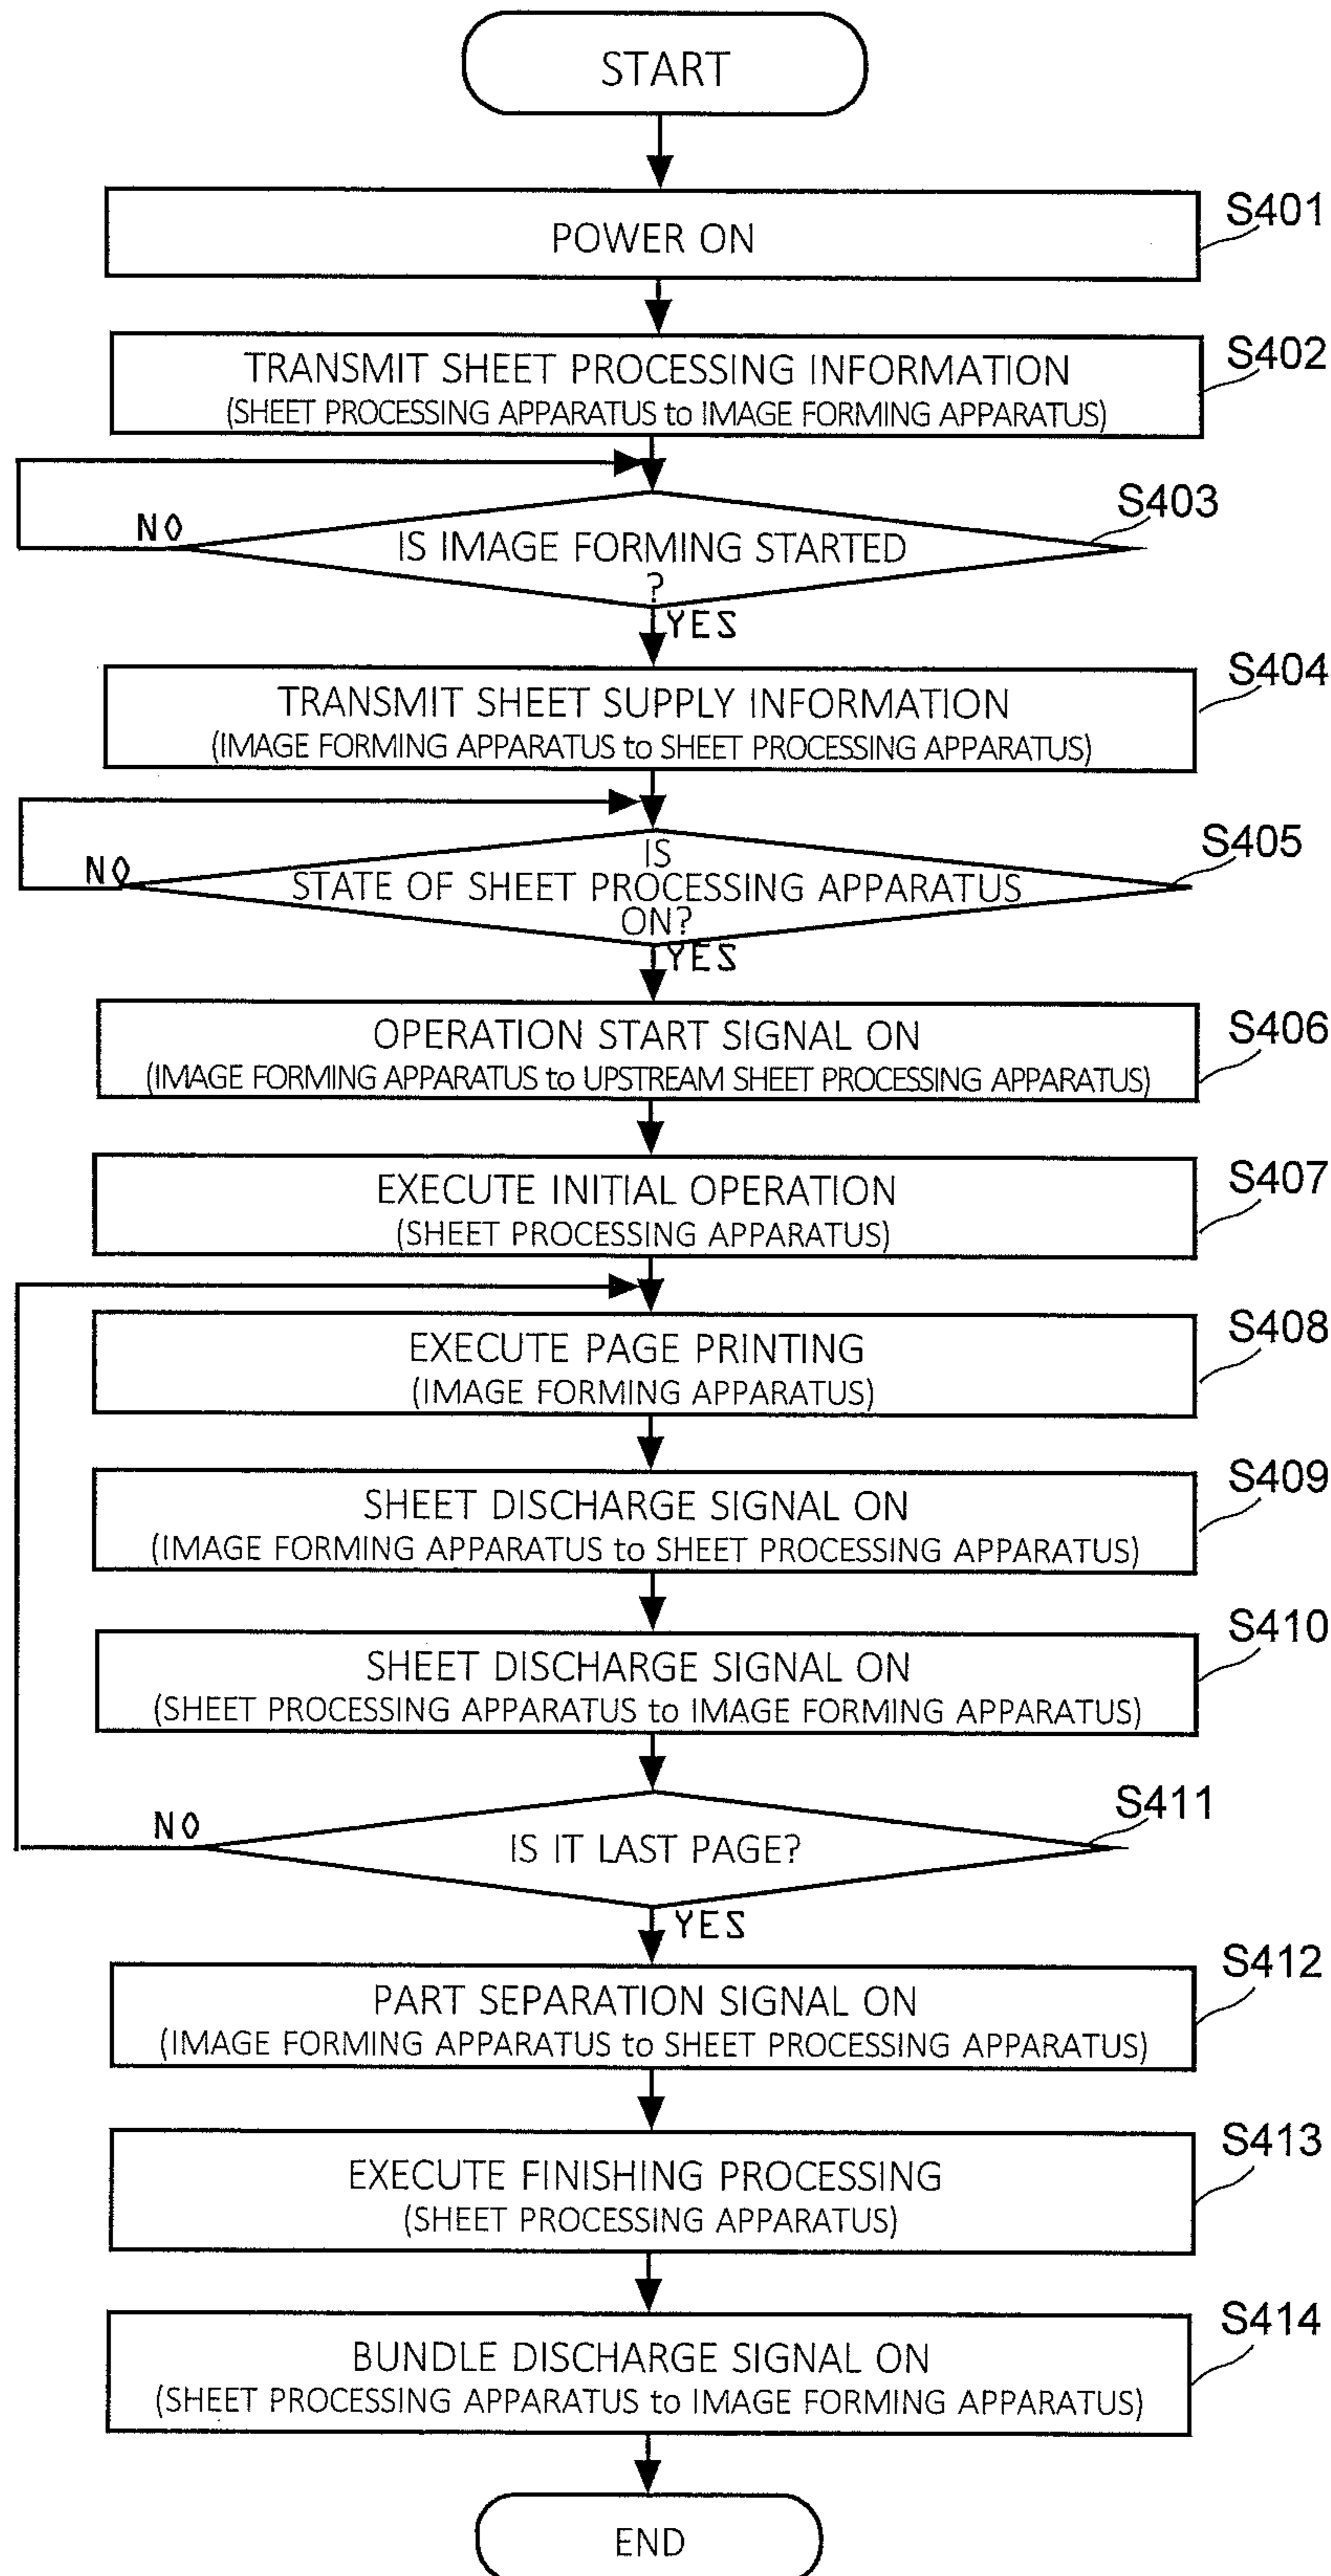 START
POWER ON
S401
TRANSMIT SHEET PROCESSING INFORMATION
(SHEET PROCESSING APPARATUS to IMAGE FORMING APPARATUS)
S402
NO
IS IMAGE FORMING STARTED
?
S403
YES
TRANSMIT SHEET SUPPLY INFORMATION
(IMAGE FORMING APPARATUS to SHEET PROCESSING APPARATUS)
S404
NO
IS
STATE OF SHEET PROCESSING APPARATUS
ON?
S405
YES
OPERATION START SIGNAL ON
(IMAGE FORMING APPARATUS to UPSTREAM SHEET PROCESSING APPARATUS)
S406
EXECUTE INITIAL OPERATION
(SHEET PROCESSING APPARATUS)
S407
EXECUTE PAGE PRINTING
(IMAGE FORMING APPARATUS)
S408
SHEET DISCHARGE SIGNAL ON
(IMAGE FORMING APPARATUS to SHEET PROCESSING APPARATUS)
S409
SHEET DISCHARGE SIGNAL ON
(SHEET PROCESSING APPARATUS to IMAGE FORMING APPARATUS)
S410
NO
IS IT LAST PAGE?
S411
YES
PART SEPARATION SIGNAL ON
(IMAGE FORMING APPARATUS to SHEET PROCESSING APPARATUS)
S412
EXECUTE FINISHING PROCESSING
(SHEET PROCESSING APPARATUS)
S413
BUNDLE DISCHARGE SIGNAL ON
(SHEET PROCESSING APPARATUS to IMAGE FORMING APPARATUS)
S414
END